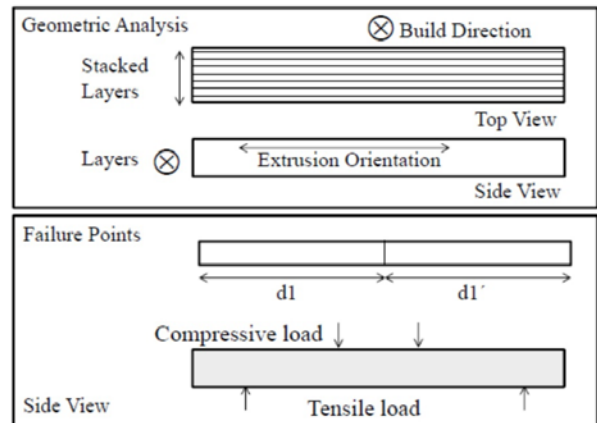 Geometric Analysis
⊗ Build Direction
Stacked
Layers
Top View
Layers ⊗
Extrusion Orientation
Side View
Failure Points
d1
d1´
Compressive load
Side View
Tensile load